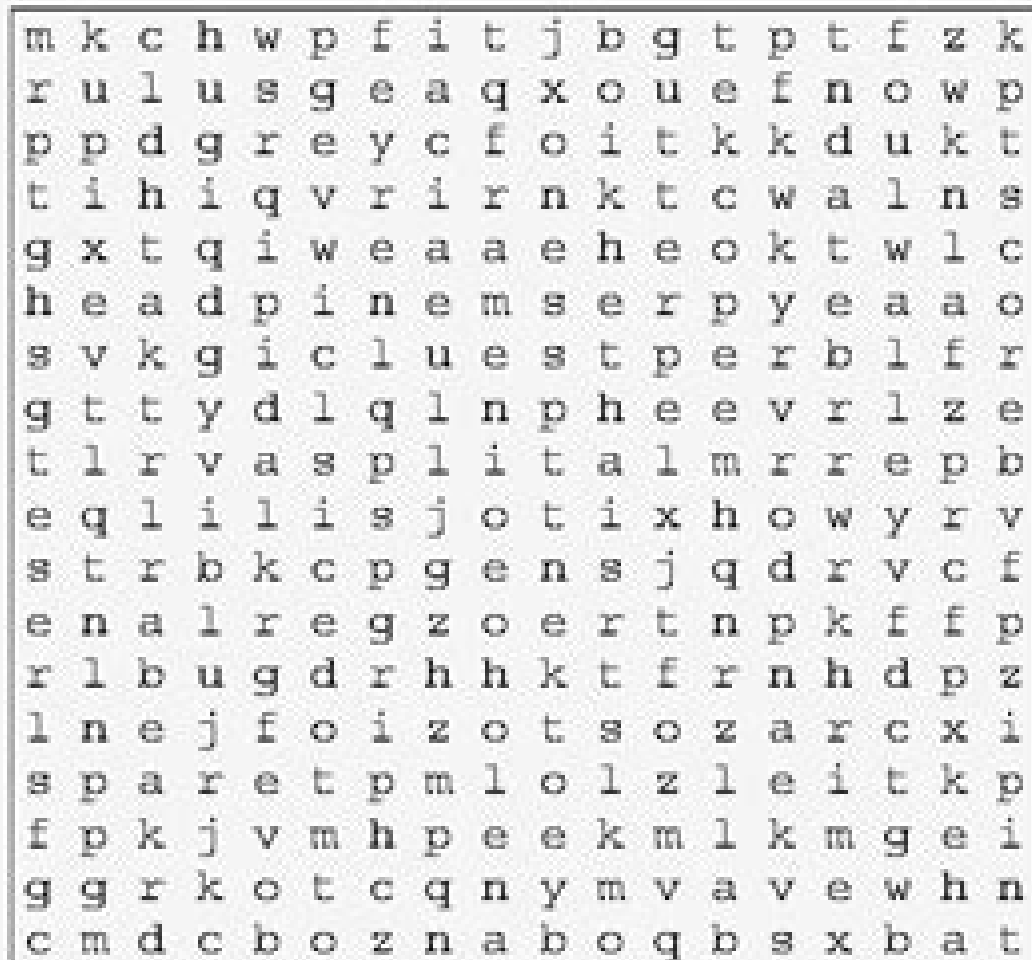 m k c h w p f i t j b g t p t f z k
r u l u s g e a q x o u e f n o w p
p p d g r e y c f o i t k k d u k t
t i h i q v r i r n k t c w a l n s
g x t q i w e a a e h e o k t w l c
h e a d p i n e m s e r p y e a a o
s v k g i c l u e s t p e r b l f r
g t t y d l q l n p h e e v r l z e
t l r v a s p l i t a l m r r e p b
e q l i l i s j o t i x h o w y r v
s t r b k c p g e n s j q d r v c f
e n a l r e g z o e r t n p k f f p
r l b u g d r h h k t f r n h d p z
l n e j f o i z o t s o z a r c x i
s p a r e t p m l o l z l e i t k p
f p k j v m h p e e k m l k m g e i
g g r k o t c q n y m v a v e w h n
c m d c b o z n a b o q b s x b a t